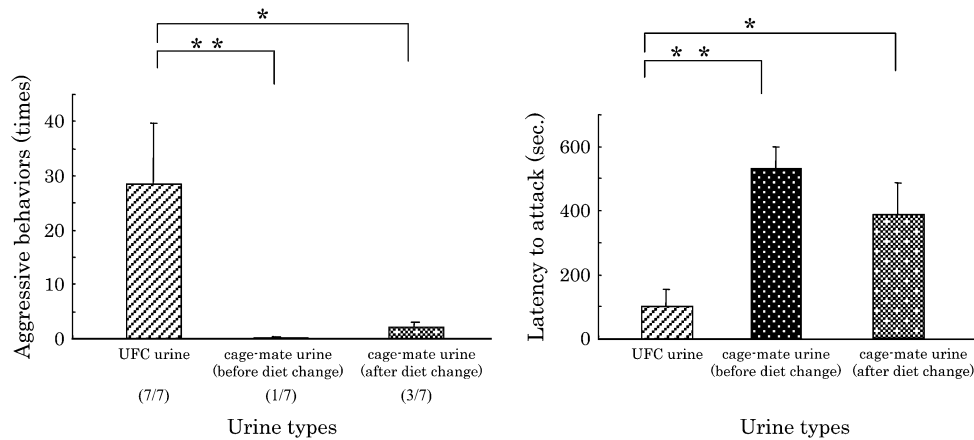 *
* *
Aggressive behaviors (times)
40
30
20
10
0
UFC urine
cage-mate urine
(before diet change)
cage-mate urine
(after diet change)
(7/7)
(1/7)
(3/7)
Urine types
*
* *
Latency to attack (sec.)
600
400
200
0
UFC urine
cage-mate urine
(before diet change)
cage-mate urine
(after diet change)
Urine types